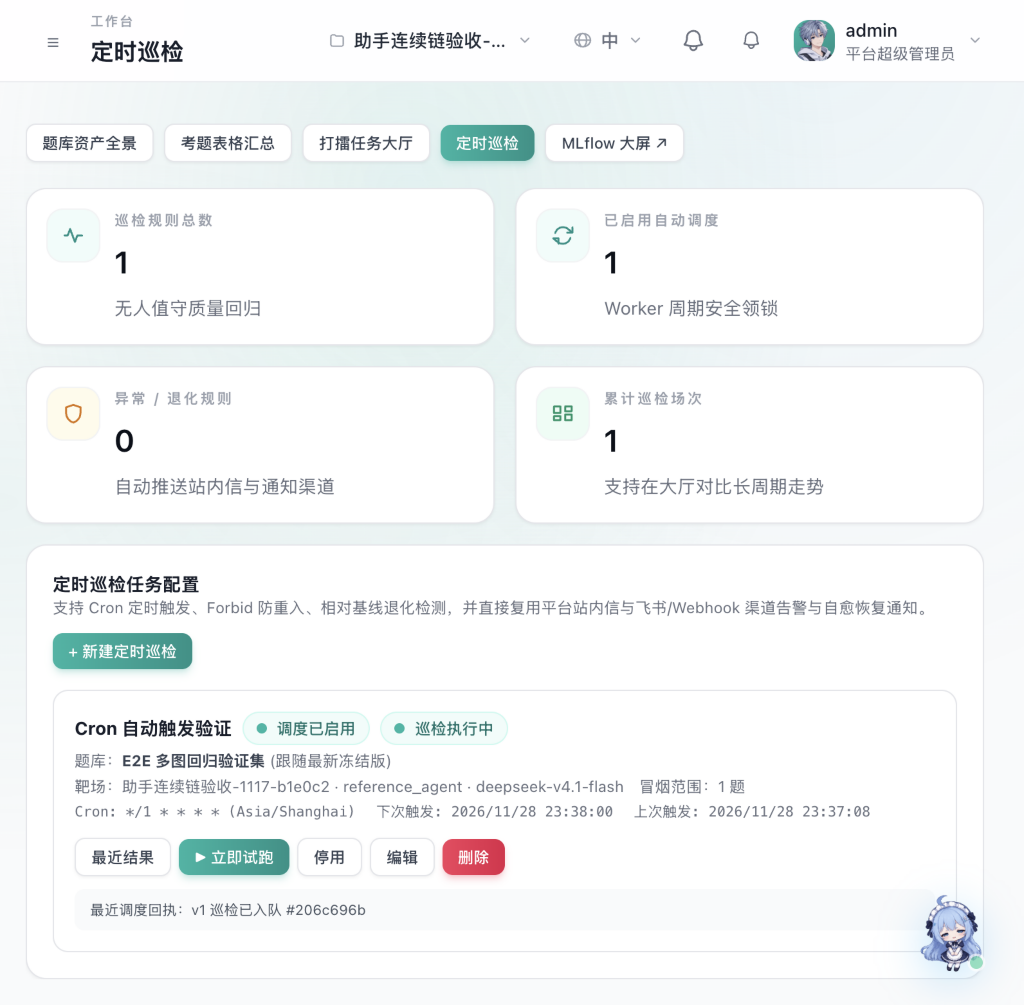 工作台
定时巡检
助手连续链验收-...
中
admin
平台超级管理员
题库资产全景
考题表格汇总
打擂任务大厅
定时巡检
MLflow 大屏 ↗
巡检规则总数
1
无人值守质量回归
已启用自动调度
1
Worker 周期安全领锁
异常 / 退化规则
0
自动推送站内信与通知渠道
累计巡检场次
1
支持在大厅对比长周期走势
定时巡检任务配置
支持 Cron 定时触发、Forbid 防重入、相对基线退化检测，并直接复用平台站内信与飞书/Webhook 渠道告警与自愈恢复通知。
+ 新建定时巡检
Cron 自动触发验证 调度已启用 巡检执行中
题库：E2E 多图回归验证集 (跟随最新冻结版)
靶场：助手连续链验收-1117-b1e0c2 · reference_agent · deepseek-v4.1-flash 冒烟范围：1 题
Cron: */1 * * * * (Asia/Shanghai) 下次触发: 2026/11/28 23:38:00 上次触发: 2026/11/28 23:37:08
最近结果
▶ 立即试跑
停用
编辑
删除
最近调度回执：v1 巡检已入队 #206c696b